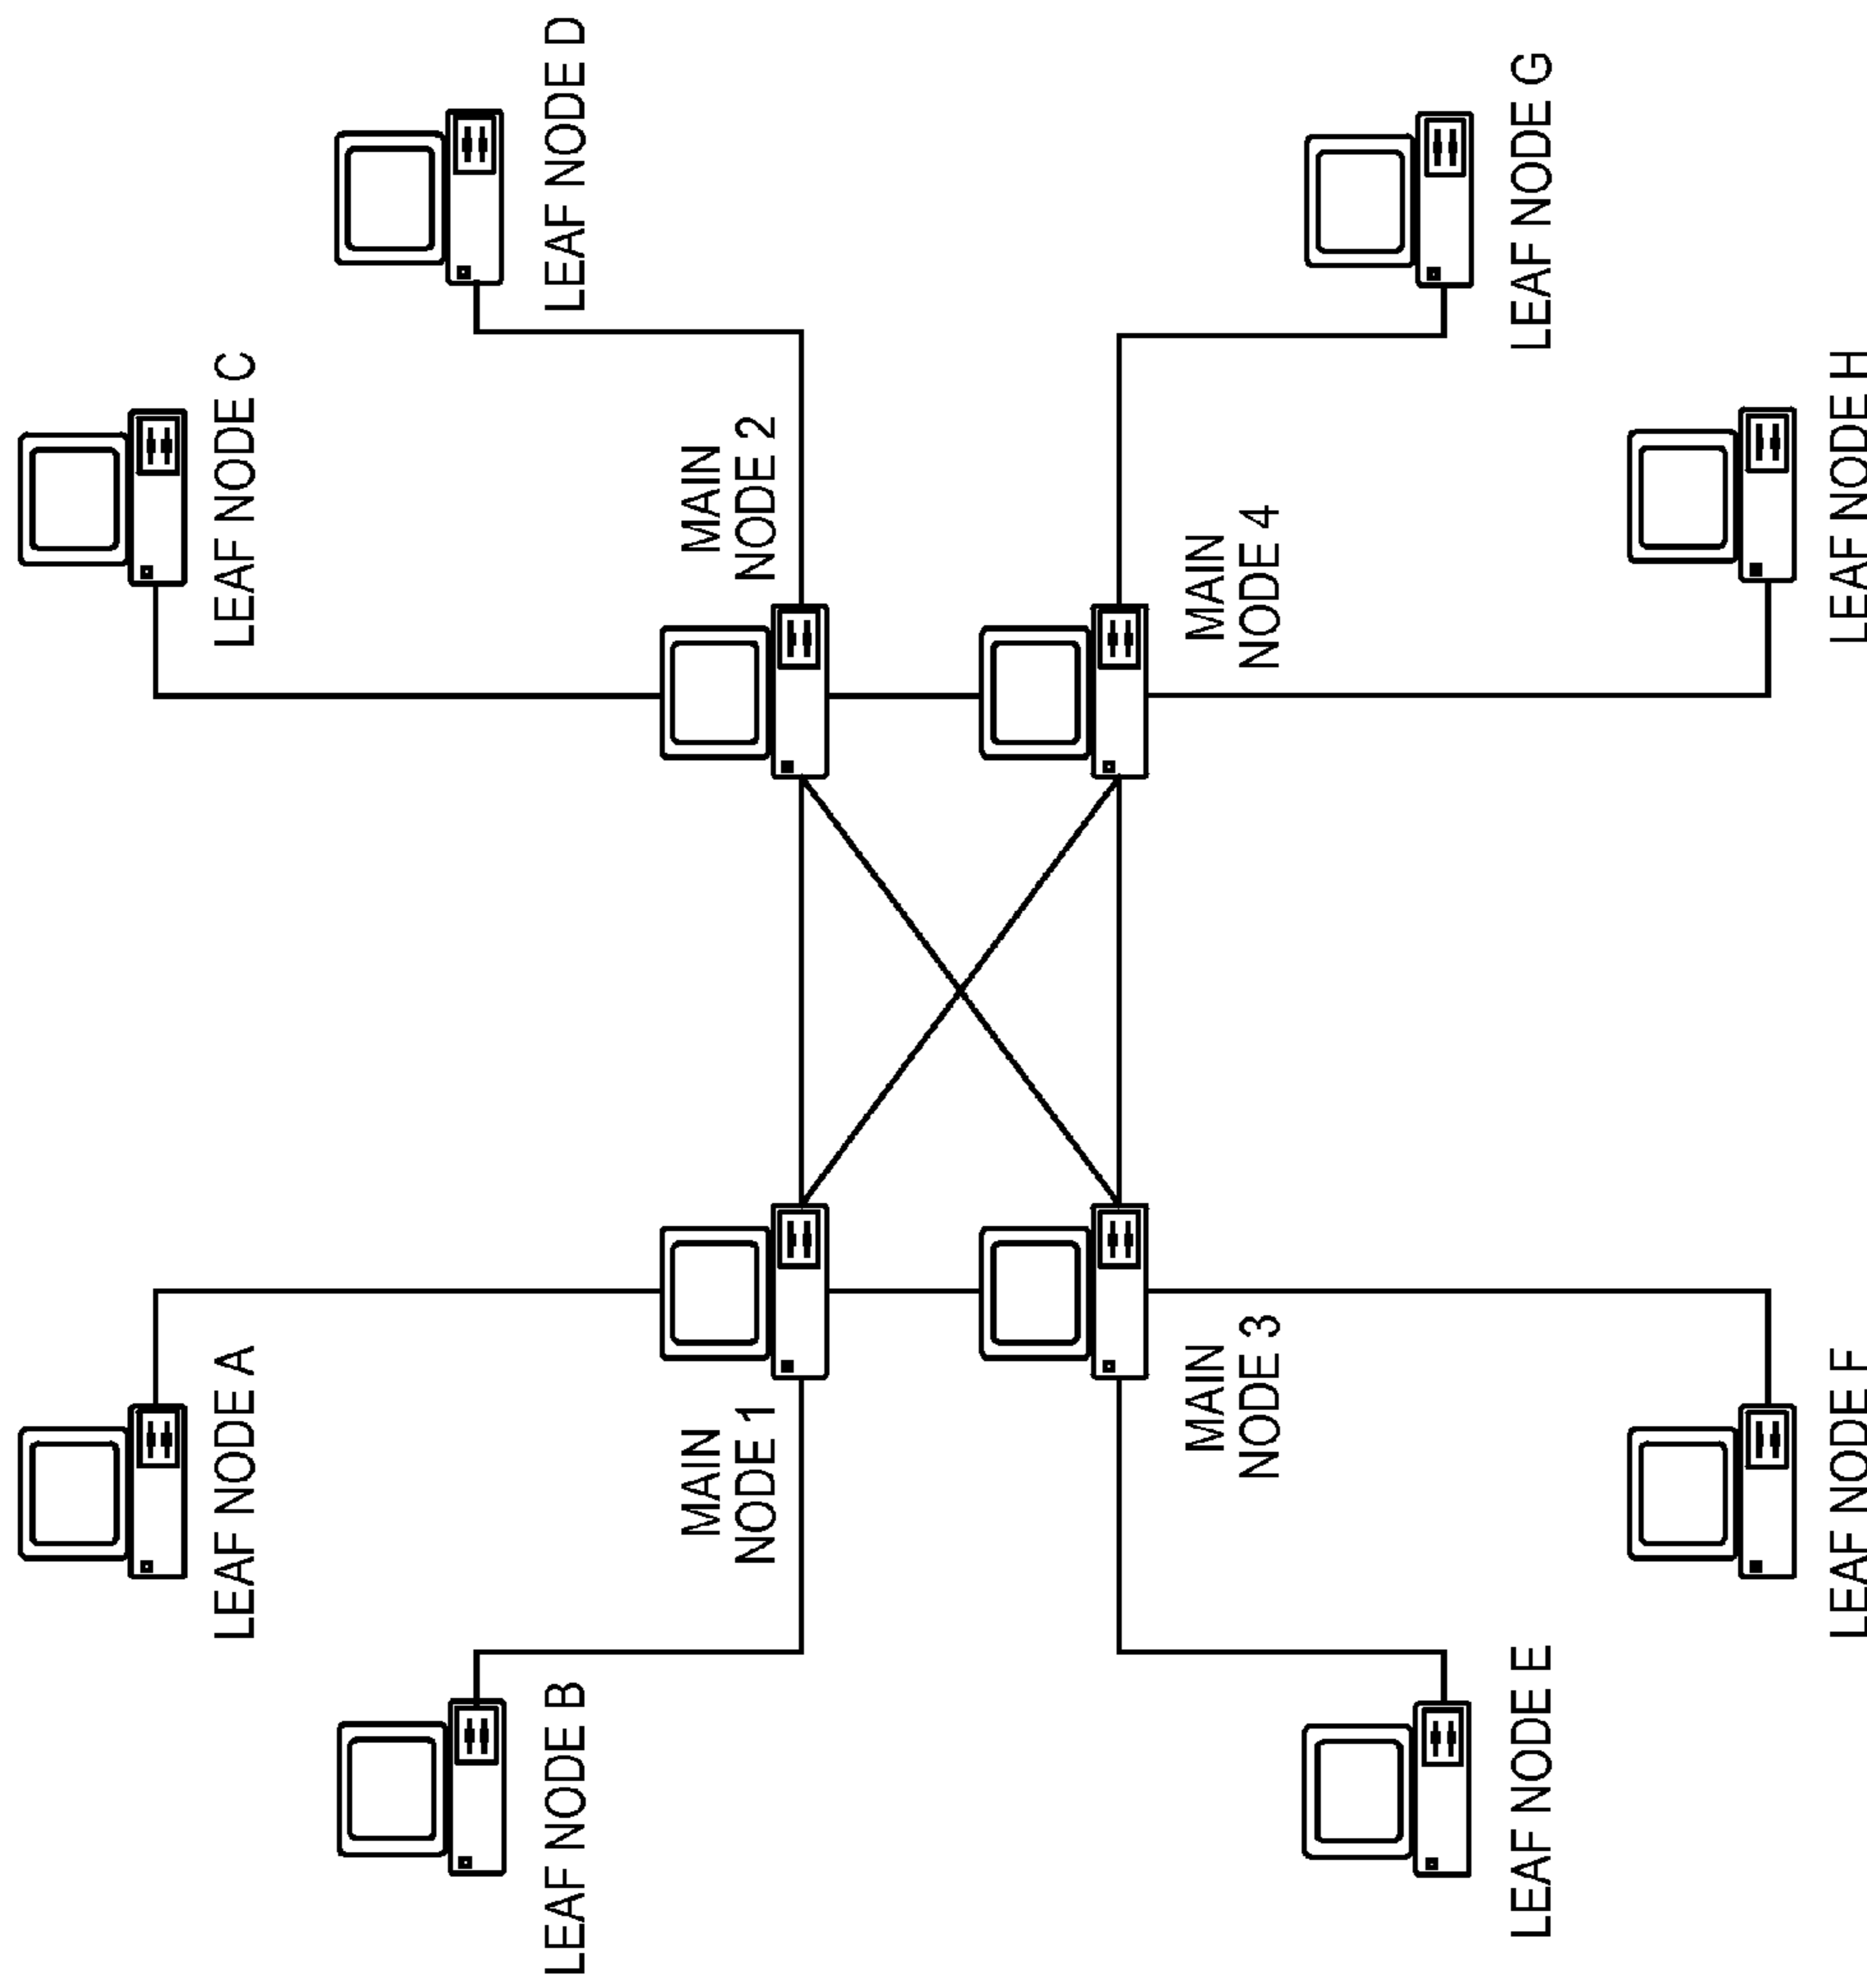 LEAF NODE A
LEAF NODE C
LEAF NODE B
LEAF NODE D
MAIN
NODE 1
MAIN
NODE 2
MAIN
NODE 3
MAIN
NODE 4
LEAF NODE E
LEAF NODE G
LEAF NODE F
LEAF NODE H